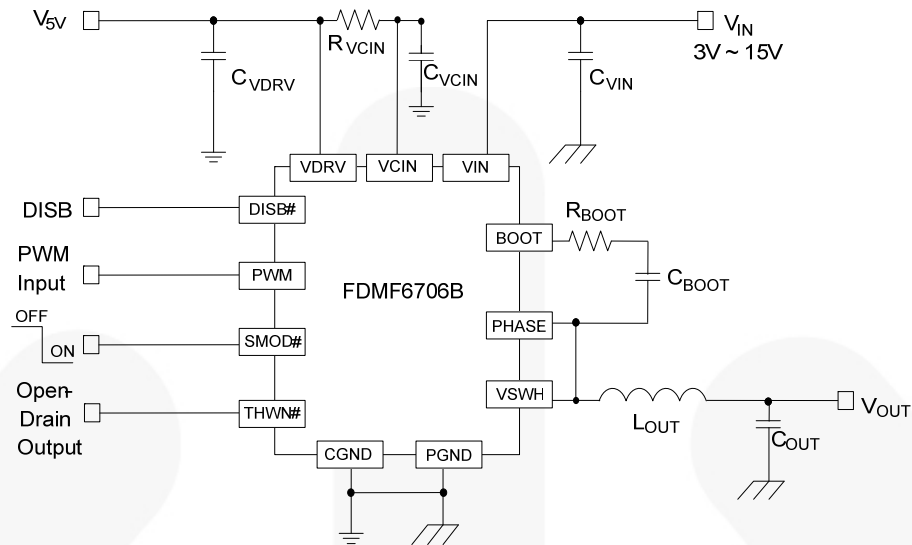 V5V
RVCIN
CVDRV
CVCIN
CVIN
VIN
3V ~ 15V
VDRV
VCIN
VIN
DISB
DISB#
PWM
Input
PWM
OFF
ON
SMOD#
Open-
Drain
Output
THWN#
FDMF6706B
BOOT
RBOOT
CBOOT
PHASE
VSWH
LOUT
COUT
VOUT
CGND
PGND